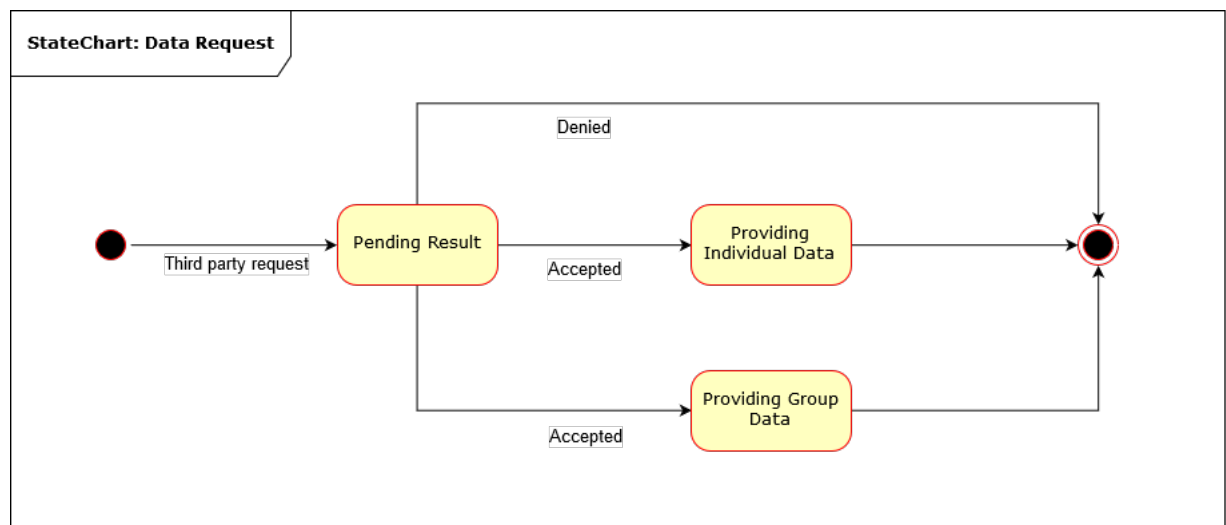 StateChart: Data Request
Denied
Third party request
Pending Result
Accepted
Providing
Individual Data
Accepted
Providing Group
Data